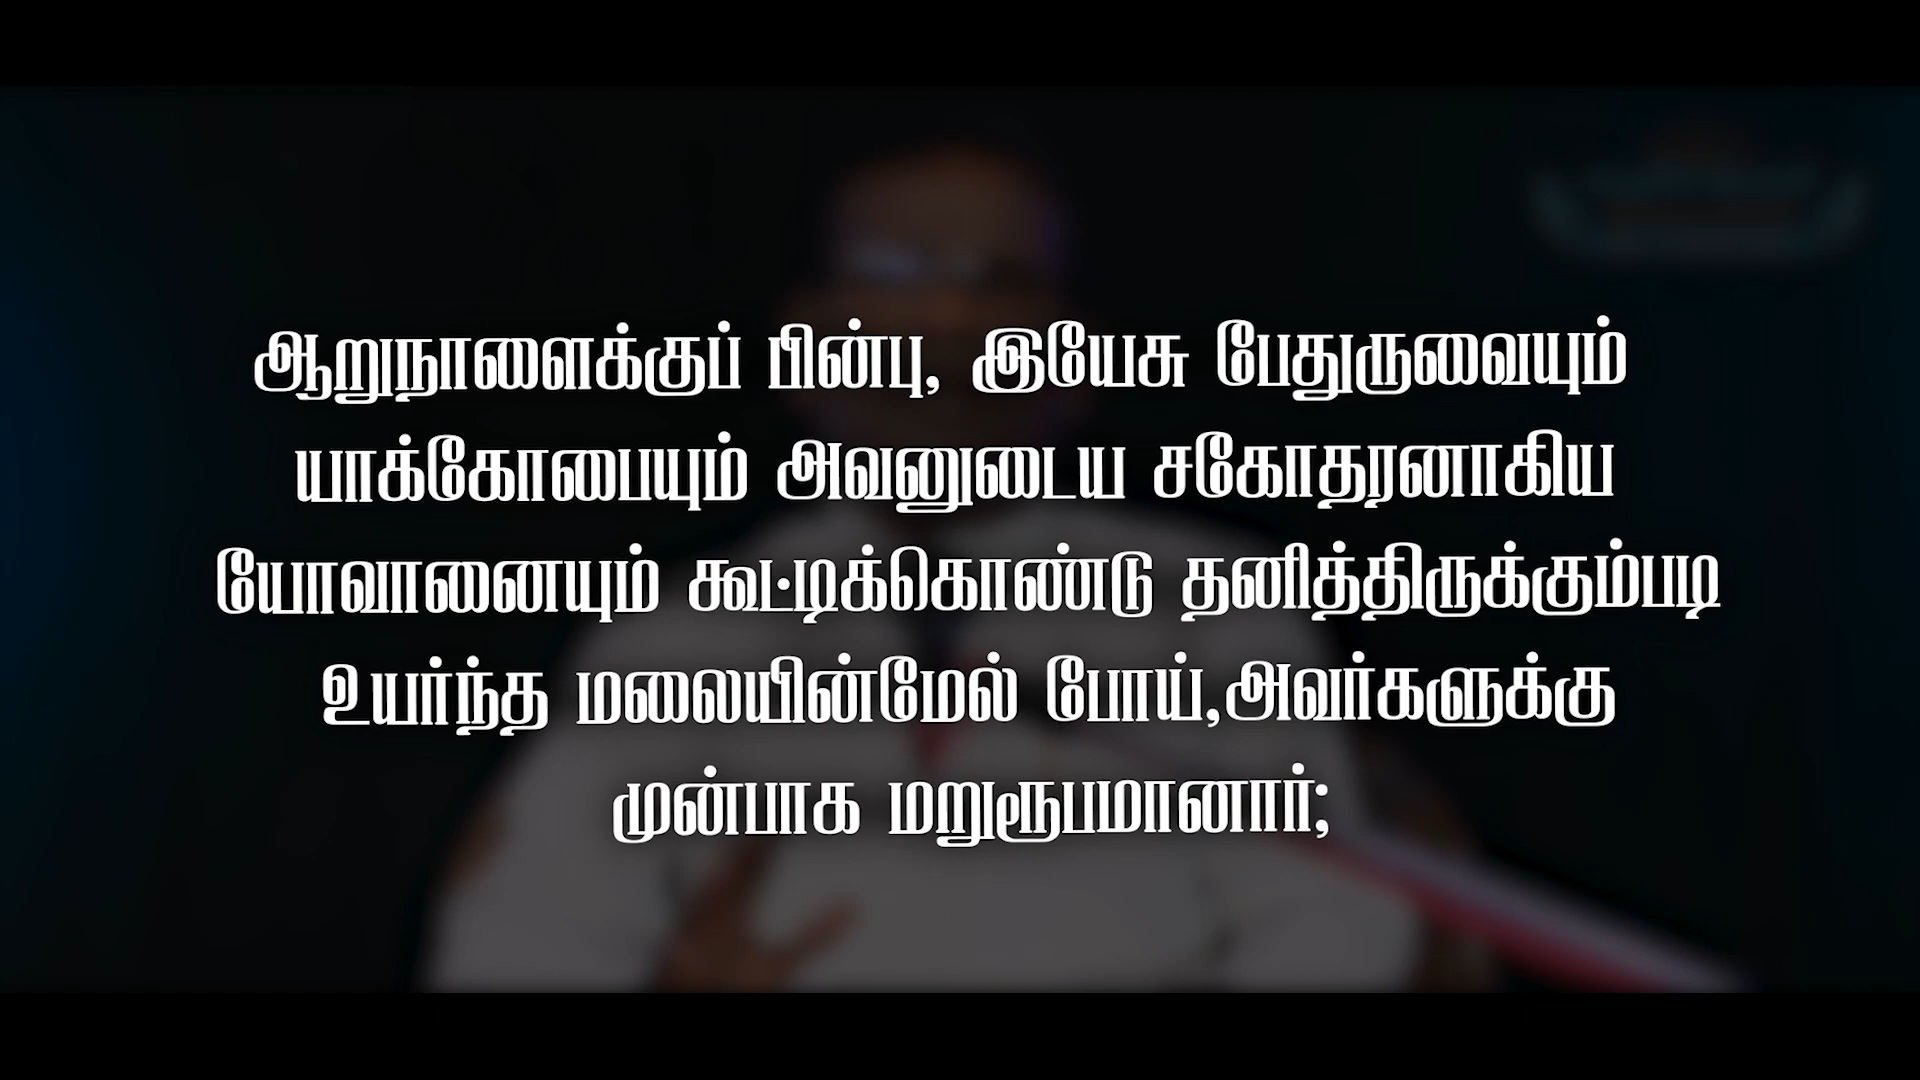 ஆறுநாளைக்குப் பின்பு, இயேசு பேதுருவையும்
யாக்கோபையும் அவனுடைய சகோதரனாகிய
யோவானையும் கூட்டிக்கொண்டு தனித்திருக்கும்படி
உயர்ந்த மலையின்மேல் போய்,அவர்களுக்கு
முன்பாக மறுரூபமானார்;